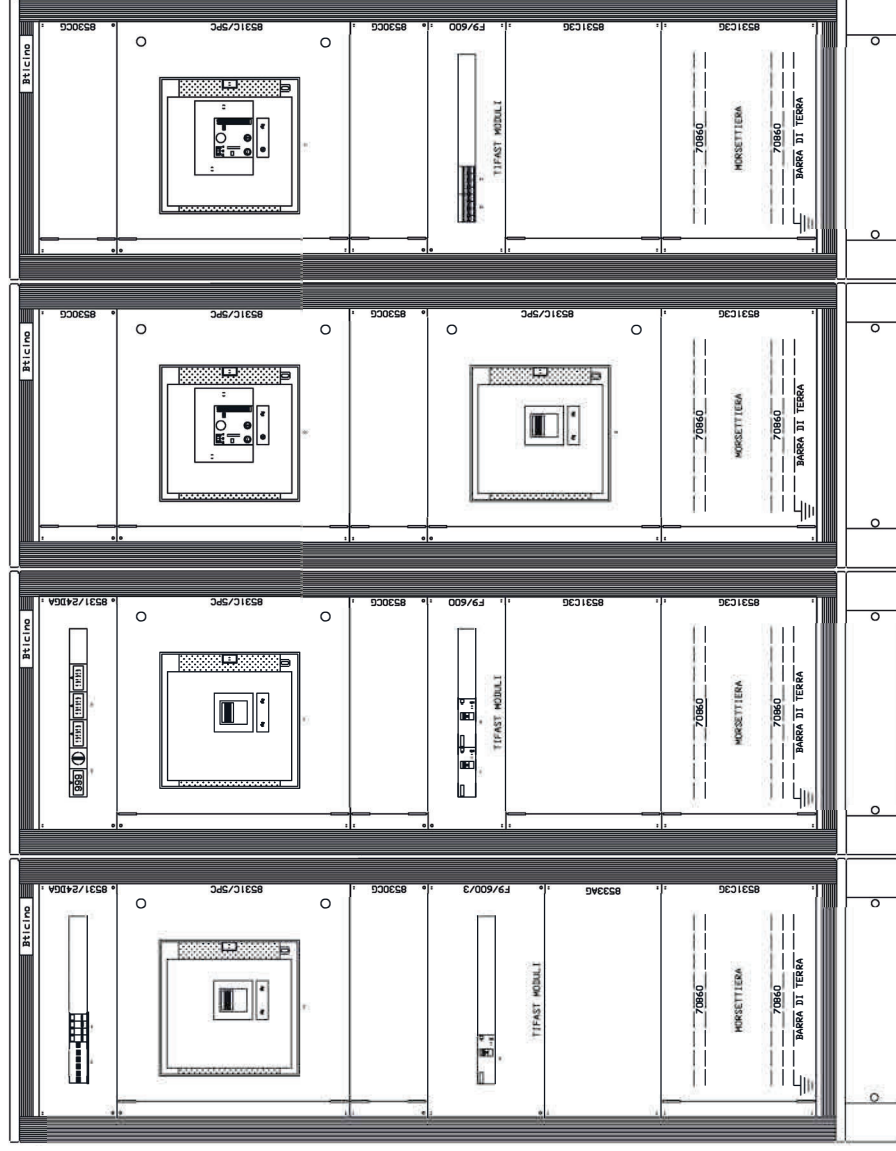 Bticino
8530CG
8531C/5PC
8530CG
F9/600
TIFAST MODULI
8531C3G
8531C3G
70860
MORSETTIERA
70860
BARRA DI TERRA
Bticino
8530CG
8531C/5PC
8530CG
8531C/5PC
8531C3G
70860
MORSETTIERA
70860
BARRA DI TERRA
Bticino
8531/24DGA
8531C/5PC
8530CG
F9/600
TIFAST MODULI
8531C3G
8531C3G
70860
MORSETTIERA
70860
BARRA DI TERRA
Bticino
8531/24DGA
8531C/5PC
8530CG
F9/600/3
TIFAST MODULI
8533AG
8531C3G
70860
MORSETTIERA
70860
BARRA DI TERRA